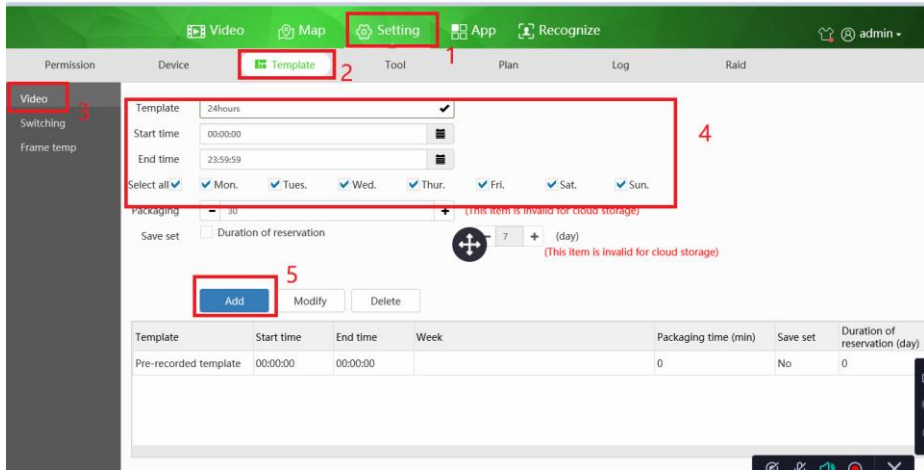 Video Map Setting App Recognize admin
1
Permission Device Template Tool Plan Log Raid
2
Video
3
Switching
Frame temp
Template 24hours
Start time 00:00:00
4
End time 23:59:59
Select all Mon. Tues. Wed. Thur. Fri. Sat. Sun.
Packaging 30 (This item is invalid for cloud storage)
Save set Duration of reservation 7 (day)
(This item is invalid for cloud storage)
5
Add Modify Delete
Template Start time End time Week Packaging time (min) Save set Duration of reservation (day)
Pre-recorded template 00:00:00 00:00:00 0 No 0